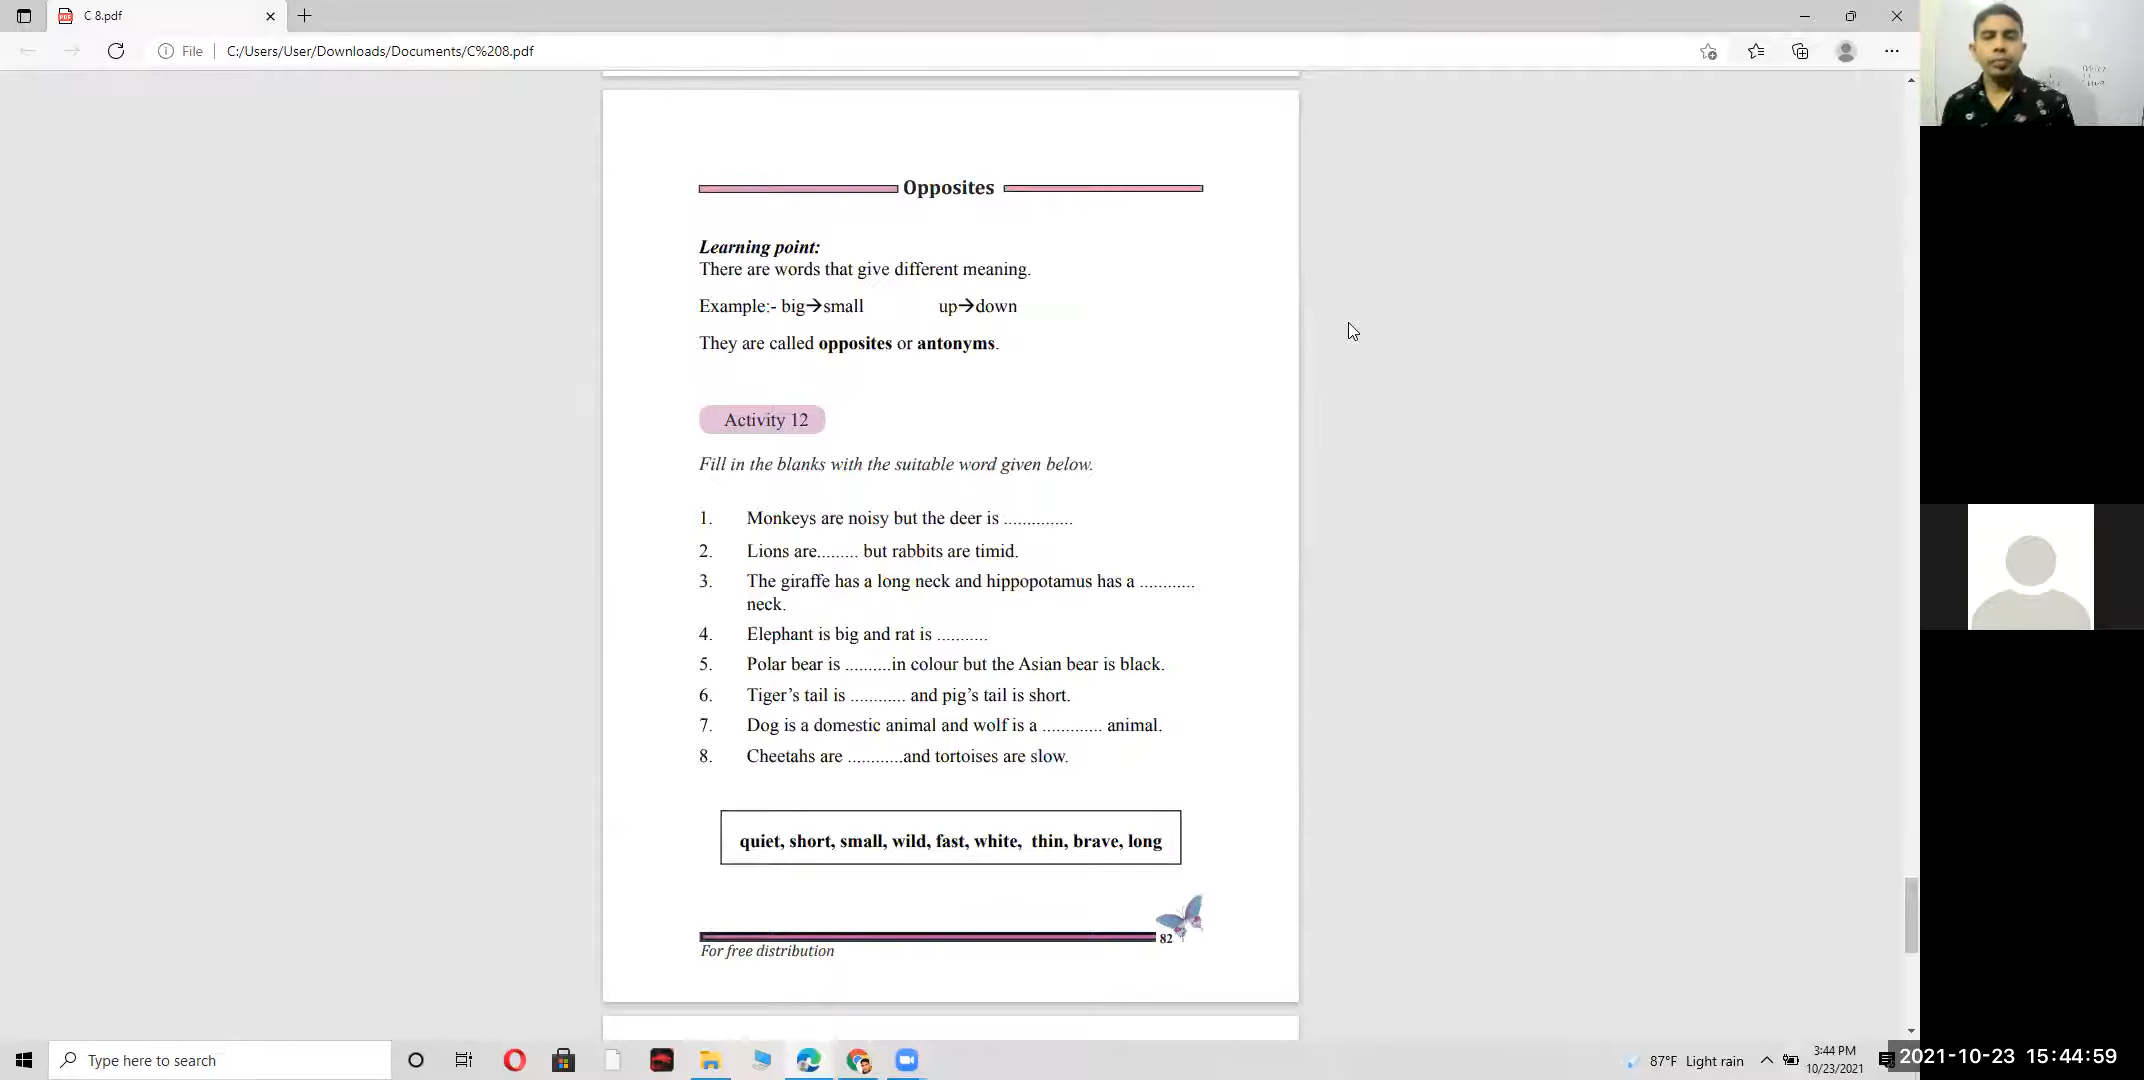 C 8.pdf
File
C:/Users/User/Downloads/Documents/C%208.pdf
Opposites
Learning point:
There are words that give different meaning.
Example:- big→small up→down
They are called opposites or antonyms.
Activity 12
Fill in the blanks with the suitable word given below.
1. Monkeys are noisy but the deer is ...............
2. Lions are......... but rabbits are timid.
3. The giraffe has a long neck and hippopotamus has a ............
neck.
4. Elephant is big and rat is ...........
5. Polar bear is ..........in colour but the Asian bear is black.
6. Tiger’s tail is ............ and pig’s tail is short.
7. Dog is a domestic animal and wolf is a ............. animal.
8. Cheetahs are ............and tortoises are slow.
quiet, short, small, wild, fast, white, thin, brave, long
82
For free distribution
Type here to search
87°F Light rain
3:44 PM
10/23/2021
2021-10-23 15:44:59